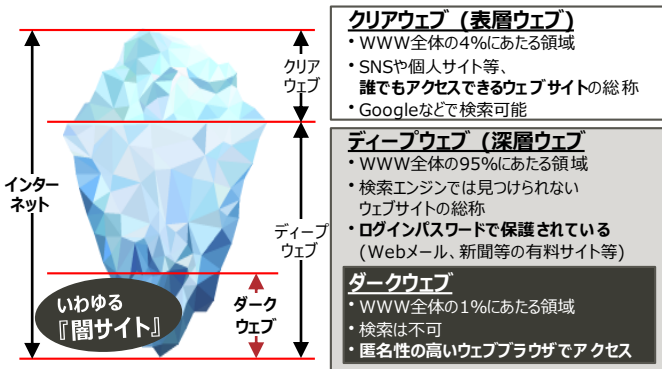 インター
ネット
クリア
ウェブ
ディープ
ウェブ
ダーク
ウェブ
いわゆる
『闇サイト』
クリアウェブ (表層ウェブ)
・WWW全体の4%にあたる領域
・SNSや個人サイト等、
誰でもアクセスできるウェブサイトの総称
・Googleなどで検索可能
ディープウェブ (深層ウェブ
・WWW全体の95%にあたる領域
・検索エンジンでは見つけられない
ウェブサイトの総称
・ログインパスワードで保護されている
(Webメール、新聞等の有料サイト等)
ダークウェブ
・WWW全体の1%にあたる領域
・検索は不可
・匿名性の高いウェブブラウザでアクセス